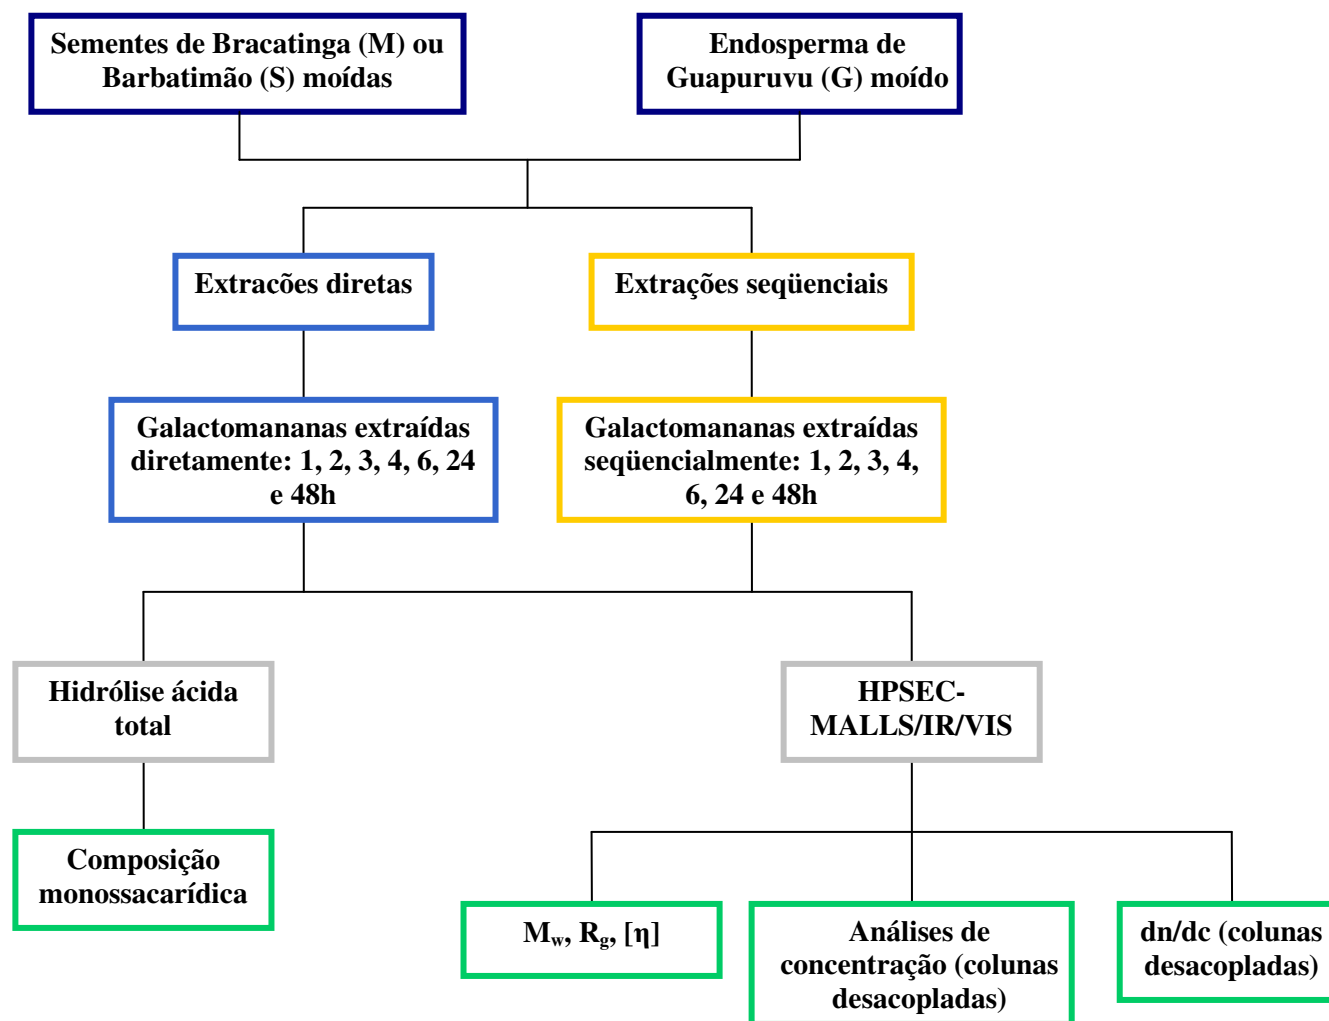 Sementes de Bracatinga (M) ou
Barbatimão (S) moídas
Endosperma de
Guapuruvu (G) moído
Extracões diretas
Extrações seqüenciais
Galactomananas extraídas
diretamente: 1, 2, 3, 4, 6, 24
e 48h
Galactomananas extraídas
seqüencialmente: 1, 2, 3, 4,
6, 24 e 48h
Hidrólise ácida
total
HPSEC-
MALLS/IR/VIS
Composição
monossacarídica
Mw, Rg, [η]
Análises de
concentração (colunas
desacopladas)
dn/dc (colunas
desacopladas)